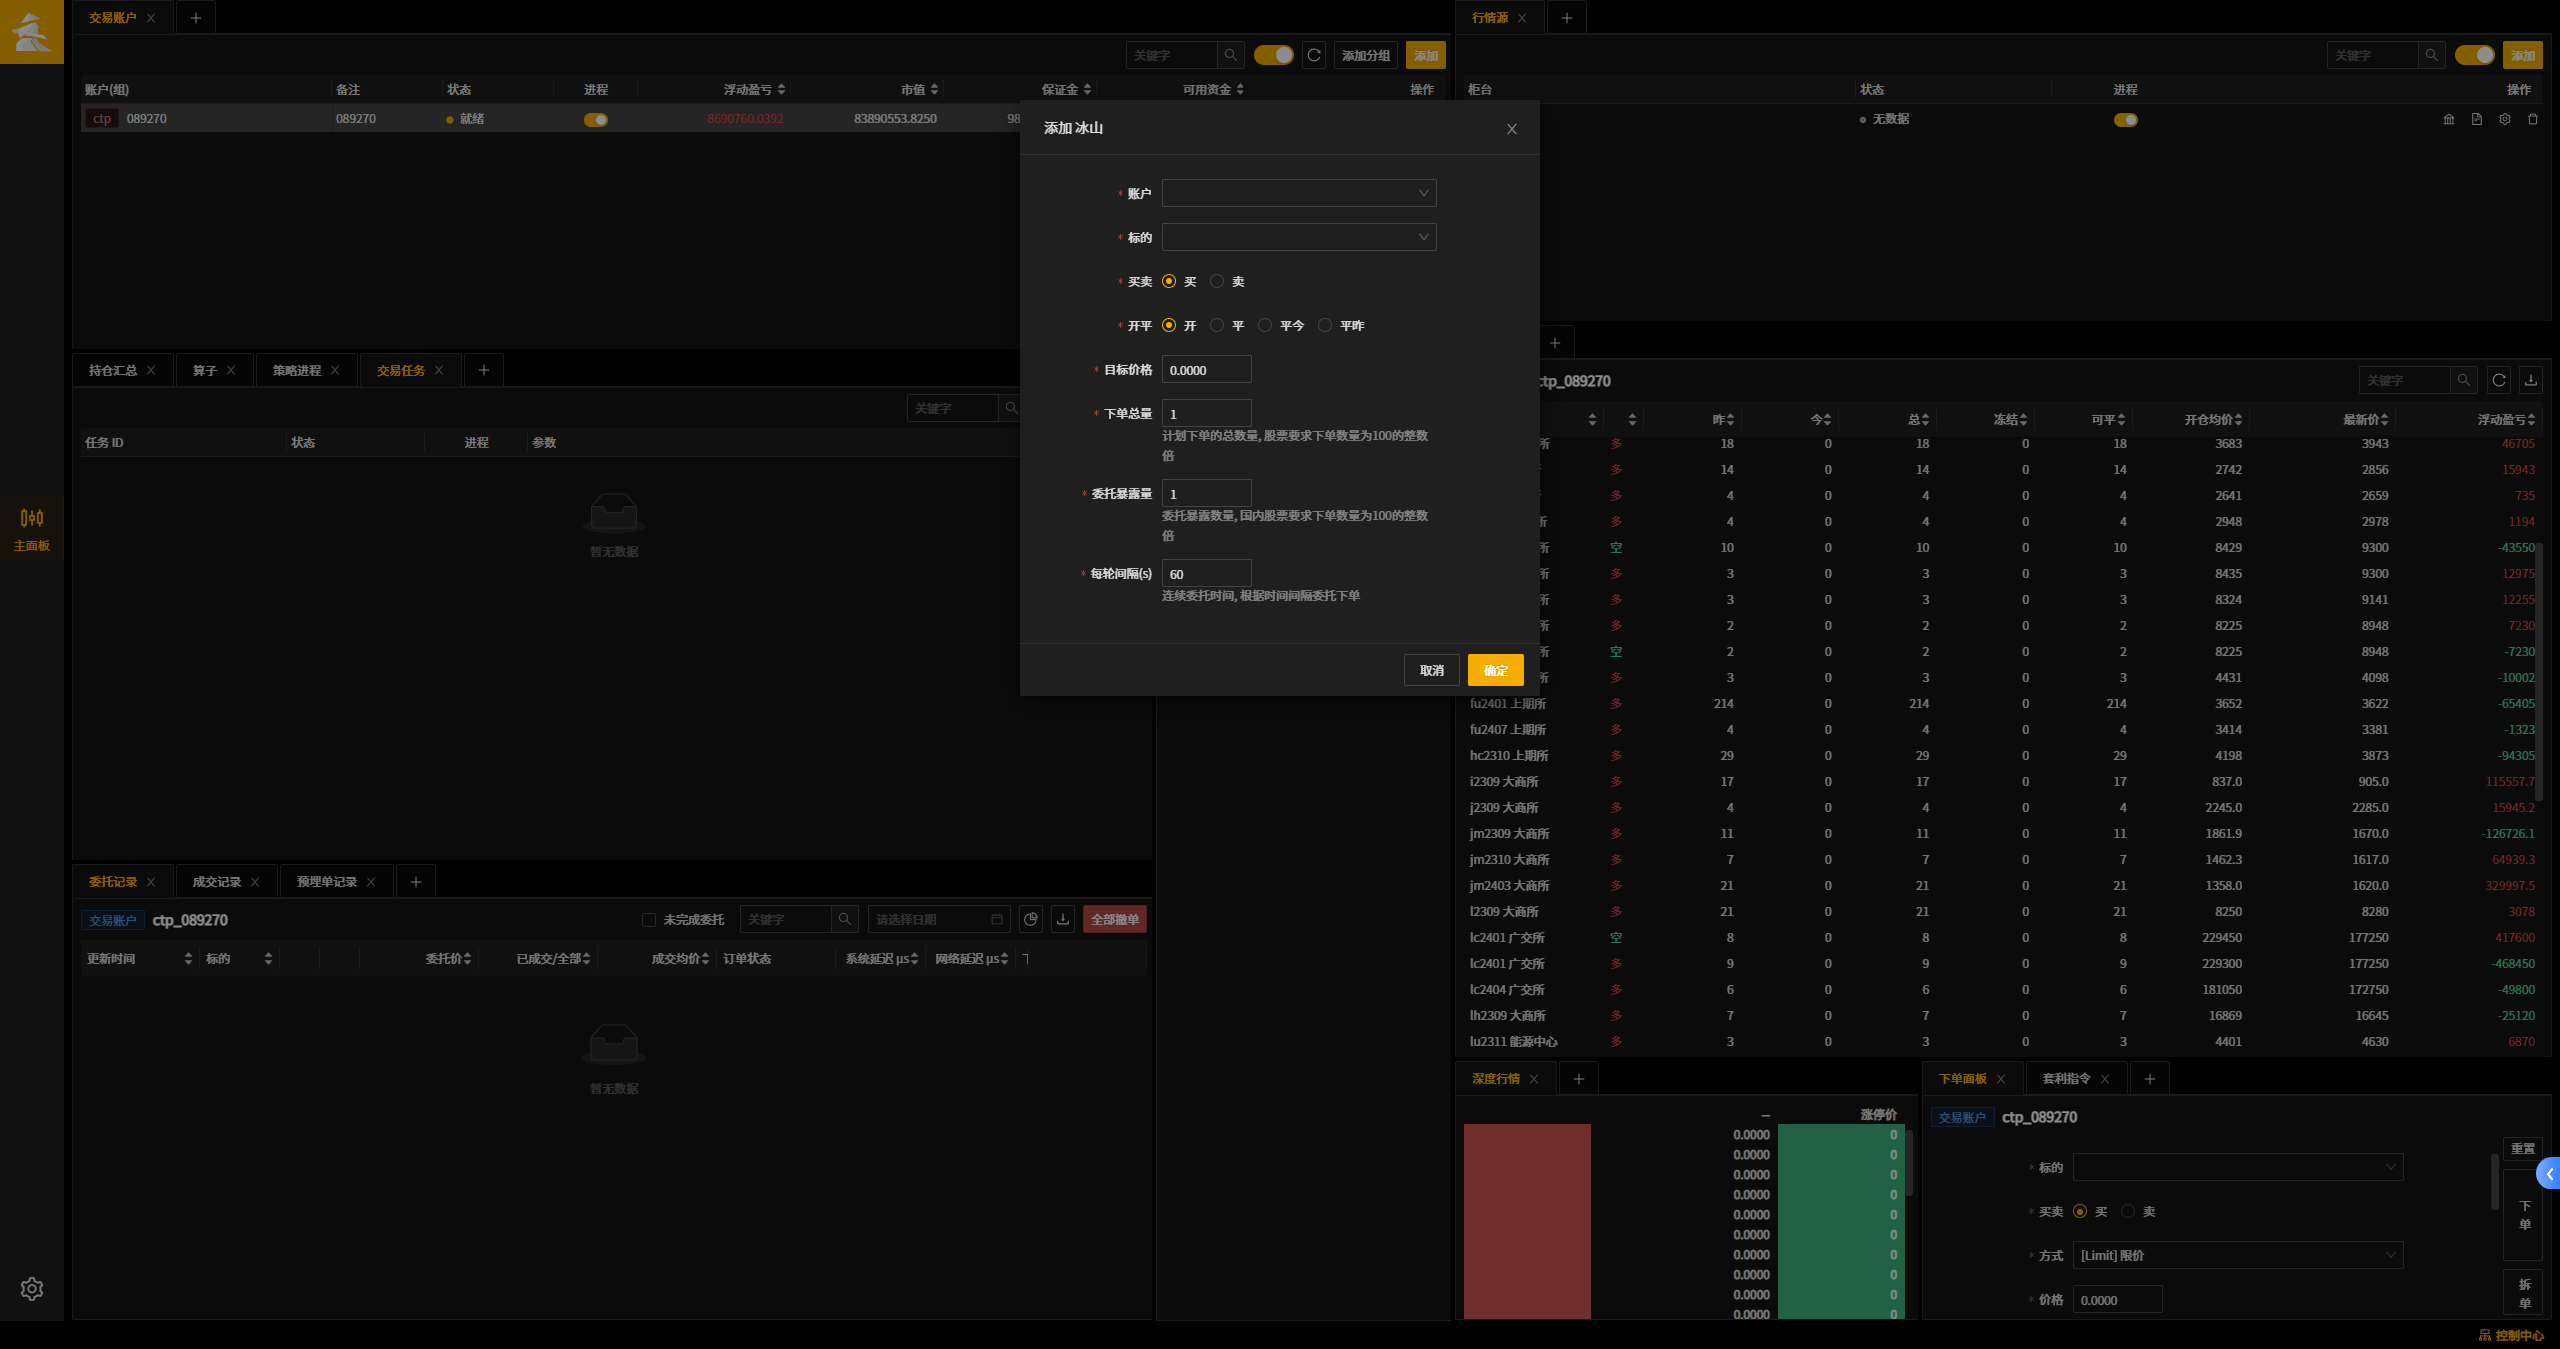 交易账户
关键字
添加分组
添加
账户(组) 备注 状态 进程 浮动盈亏 市值 保证金 可用资金 操作
ctp 089270 089270 就绪 8690760.0392 83890553.8250 98
行情源
关键字
添加
柜台 状态 进程 操作
无数据
主面板
持仓汇总 算子 策略进程 交易任务
关键字
任务 ID 状态 进程 参数
暂无数据
添加 冰山
* 账户
* 标的
* 买卖 买 卖
* 开平 开 平 平今 平昨
* 目标价格 0.0000
* 下单总量 1
计划下单的总数量, 股票要求下单数量为100的整数
倍
* 委托暴露量 1
委托暴露数量, 国内股票要求下单数量为100的整数
倍
* 每轮间隔(s) 60
连续委托时间, 根据时间间隔委托下单
取消 确定
ctp_089270
关键字
昨 今 总 冻结 可平 开仓均价 最新价 浮动盈亏
所 多 18 0 18 0 18 3683 3943 46705
多 14 0 14 0 14 2742 2856 15943
多 4 0 4 0 4 2641 2659 735
所 多 4 0 4 0 4 2948 2978 1194
所 空 10 0 10 0 10 8429 9300 -43550
所 多 3 0 3 0 3 8435 9300 12975
所 多 3 0 3 0 3 8324 9141 12255
所 多 2 0 2 0 2 8225 8948 7230
所 空 2 0 2 0 2 8225 8948 -7230
所 多 3 0 3 0 3 4431 4098 -10002
fu2401 上期所 多 214 0 214 0 214 3652 3622 -65405
fu2407 上期所 多 4 0 4 0 4 3414 3381 -1323
hc2310 上期所 多 29 0 29 0 29 4198 3873 -94305
i2309 大商所 多 17 0 17 0 17 837.0 905.0 115557.7
j2309 大商所 多 4 0 4 0 4 2245.0 2285.0 15945.2
jm2309 大商所 多 11 0 11 0 11 1861.9 1670.0 -126726.1
jm2310 大商所 多 7 0 7 0 7 1462.3 1617.0 64939.3
jm2403 大商所 多 21 0 21 0 21 1358.0 1620.0 329997.5
l2309 大商所 多 21 0 21 0 21 8250 8280 3078
lc2401 广交所 空 8 0 8 0 8 229450 177250 417600
lc2401 广交所 多 9 0 9 0 9 229300 177250 -468450
lc2404 广交所 多 6 0 6 0 6 181050 172750 -49800
lh2309 大商所 多 7 0 7 0 7 16869 16645 -25120
lu2311 能源中心 多 3 0 3 0 3 4401 4630 6870
委托记录 成交记录 预埋单记录
交易账户 ctp_089270
未完成委托 关键字 请选择日期 全部撤单
更新时间 标的 委托价 已成交/全部 成交均价 订单状态 系统延迟 μs 网络延迟 μs
暂无数据
深度行情
-- 涨停价
0.0000 0
0.0000 0
0.0000 0
0.0000 0
0.0000 0
0.0000 0
0.0000 0
0.0000 0
0.0000 0
0.0000 0
下单面板 套利指令
交易账户 ctp_089270
重置
* 标的
* 买卖 买 卖
下
单
* 方式 [Limit] 限价
* 价格 0.0000
拆
单
控制中心